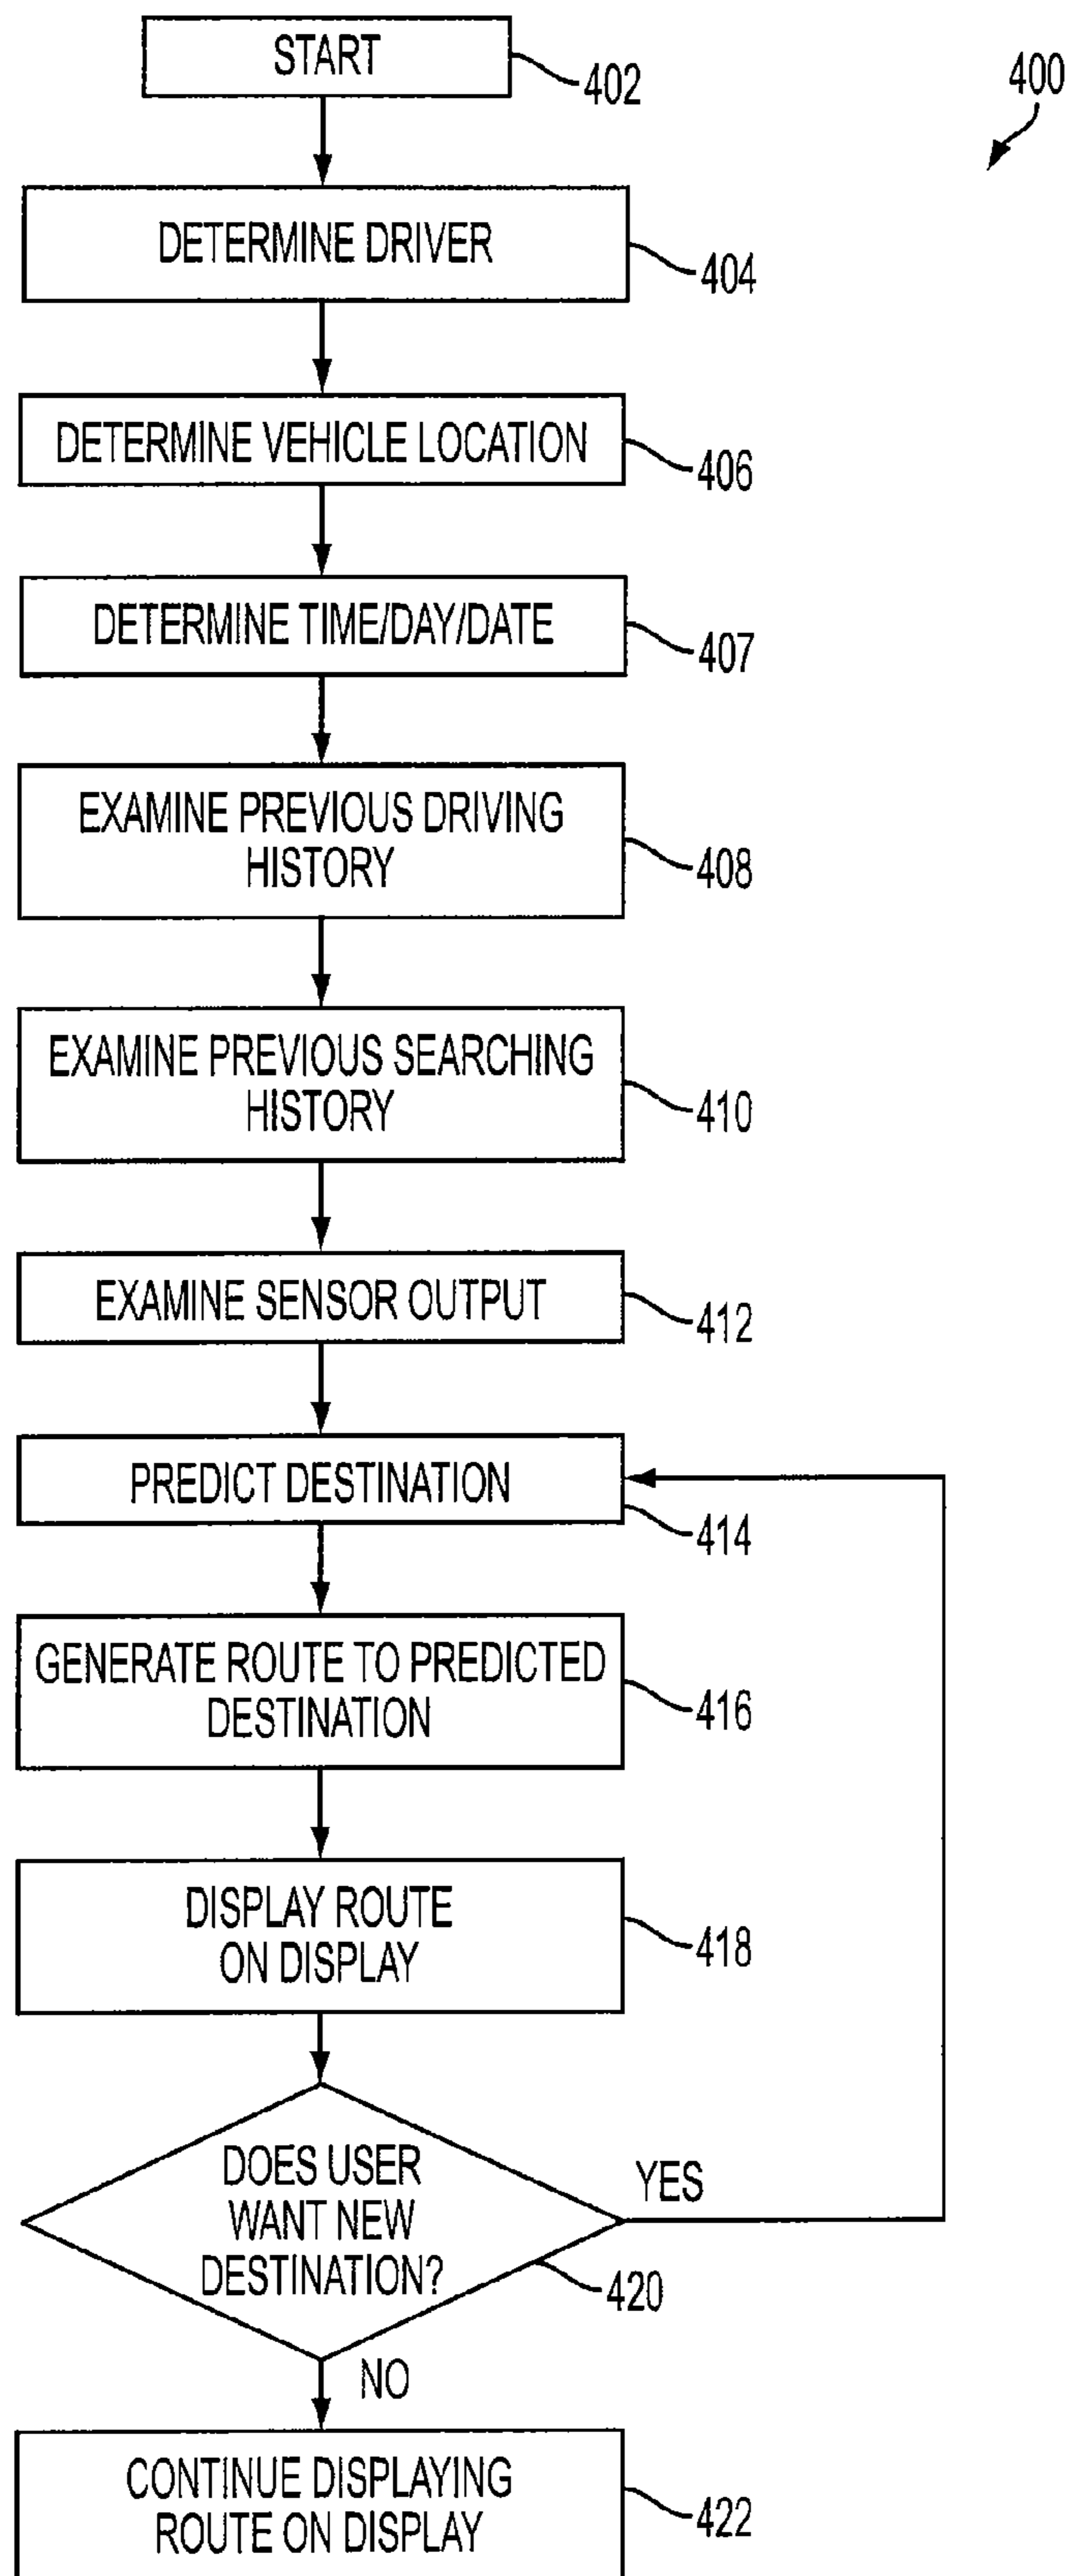 START
402
400
DETERMINE DRIVER
404
DETERMINE VEHICLE LOCATION
406
DETERMINE TIME/DAY/DATE
407
EXAMINE PREVIOUS DRIVING
HISTORY
408
EXAMINE PREVIOUS SEARCHING
HISTORY
410
EXAMINE SENSOR OUTPUT
412
PREDICT DESTINATION
414
GENERATE ROUTE TO PREDICTED
DESTINATION
416
DISPLAY ROUTE
ON DISPLAY
418
DOES USER
WANT NEW
DESTINATION?
YES
420
NO
CONTINUE DISPLAYING
ROUTE ON DISPLAY
422